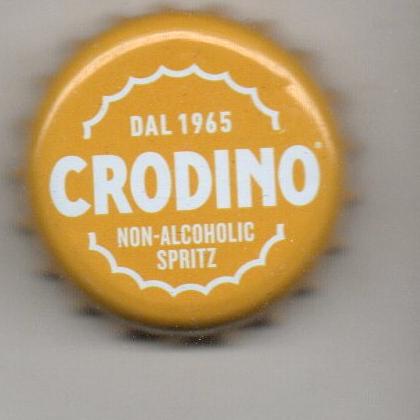 DAL 1965
CRODINO®
NON-ALCOHOLIC
SPRITZ